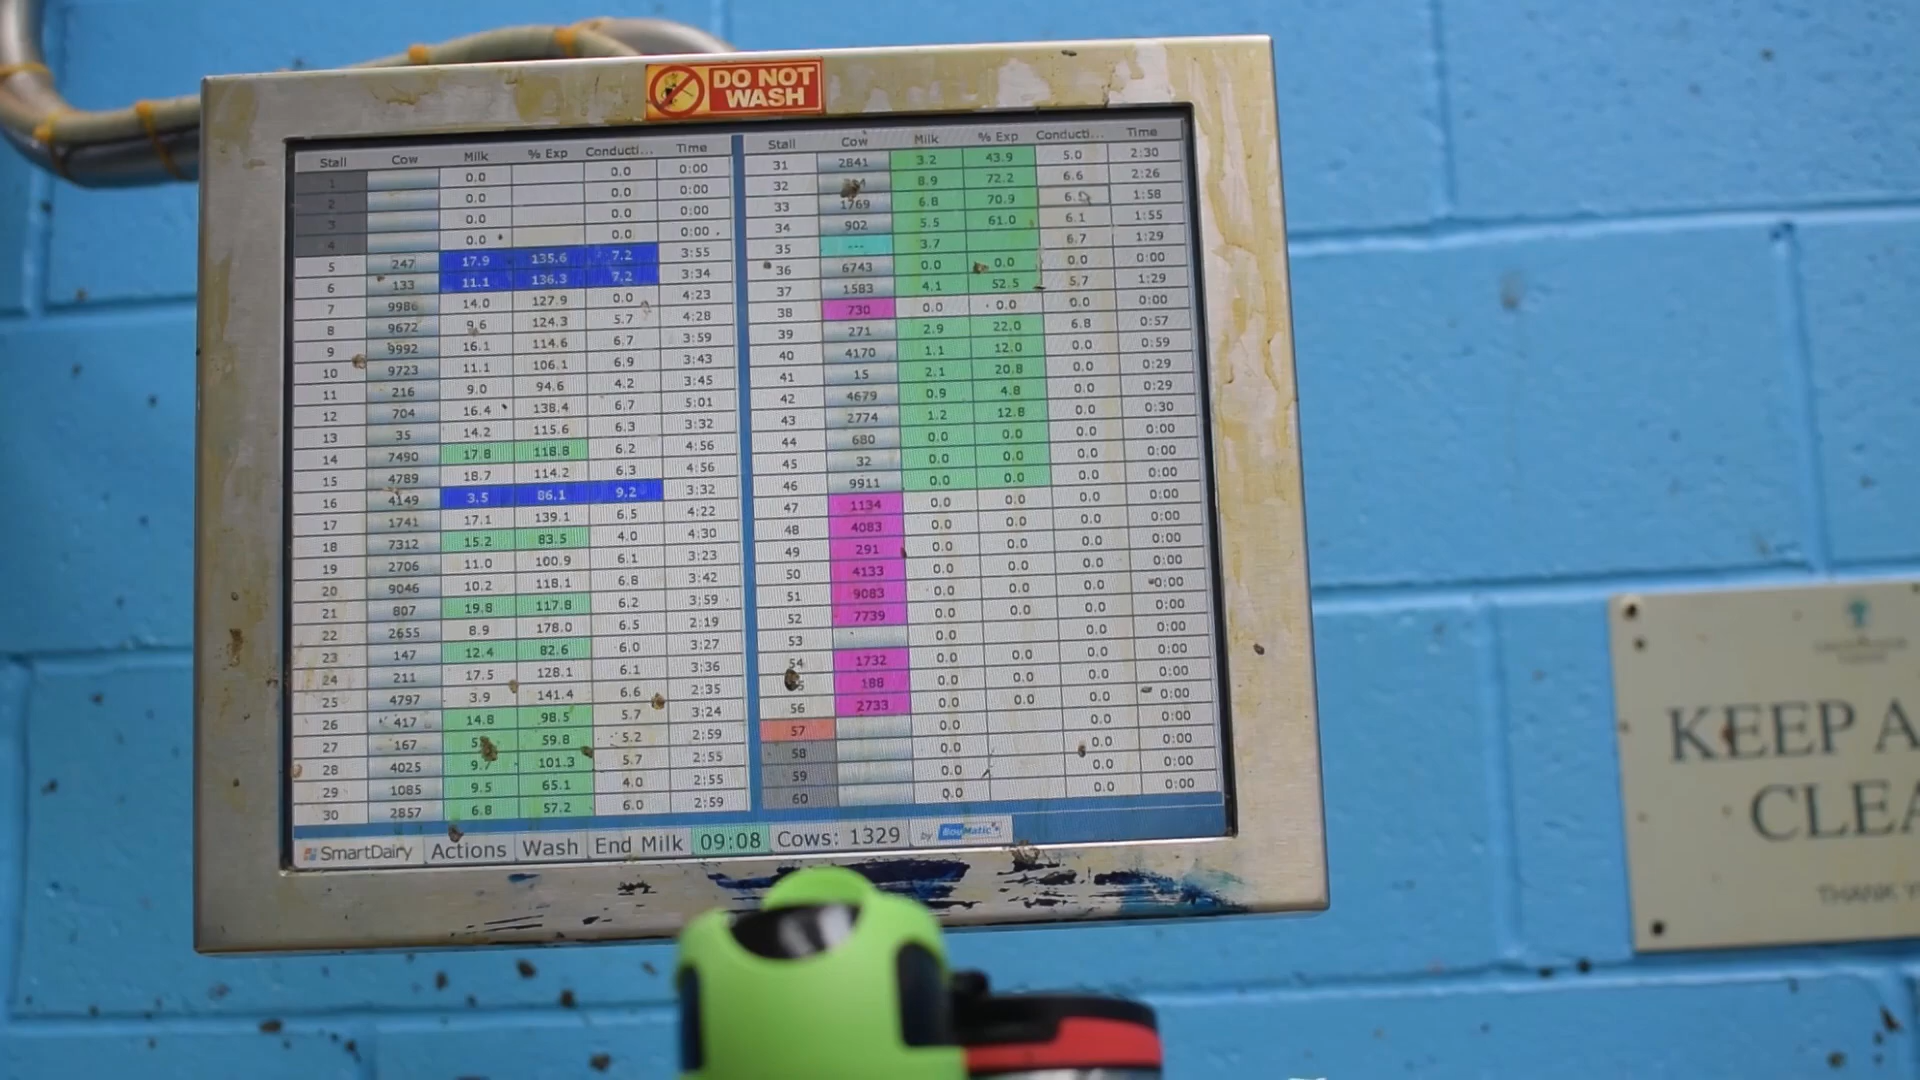 DO NOT
WASH
Stall Cow Milk % Exp Conducti... Time
1 0.0 0.0 0:00
2 0.0 0.0 0:00
3 0.0 0.0 0:00
4 0.0 0.0 0:00
5 247 17.9 135.6 7.2 3:55
6 133 11.1 136.3 7.2 3:34
7 9986 14.0 127.9 0.0 4:23
8 9672 9.6 124.3 5.7 4:28
9 9992 16.1 114.6 6.7 3:59
10 9723 11.1 106.1 6.9 3:43
11 216 9.0 94.6 4.2 3:45
12 704 16.4 138.4 6.7 5:01
13 35 14.2 115.6 6.3 3:32
14 7490 17.8 118.8 6.2 4:56
15 4789 18.7 114.2 6.3 4:56
16 4149 3.5 86.1 9.2 3:32
17 1741 17.1 139.1 6.5 4:22
18 7312 15.2 83.5 4.0 4:30
19 2706 11.0 100.9 6.1 3:23
20 9046 10.2 118.1 6.8 3:42
21 807 19.8 117.8 6.2 3:59
22 2655 8.9 178.0 6.5 2:19
23 147 12.4 82.6 6.0 3:27
24 211 17.5 128.1 6.1 3:36
25 4797 3.9 141.4 6.6 2:35
26 417 14.8 98.5 5.7 3:24
27 167 59.8 5.2 2:59
28 4025 9.7 101.3 5.7 2:55
29 1085 9.5 65.1 4.0 2:55
30 2857 6.8 57.2 6.0 2:59
Stall Cow Milk % Exp Conducti... Time
31 2841 3.2 43.9 5.0 2:30
32 8.9 72.2 6.6 2:26
33 1769 6.8 70.9 1:58
34 902 5.5 61.0 6.1 1:55
35 --- 3.7 6.7 1:29
36 6743 0.0 0.0 0.0 0:00
37 1583 4.1 52.5 5.7 1:29
38 730 0.0 0.0 0.0 0:00
39 271 2.9 22.0 6.8 0:57
40 4170 1.1 12.0 0.0 0:59
41 15 2.1 20.8 0.0 0:29
42 4679 0.9 4.8 0.0 0:29
43 2774 1.2 12.8 0.0 0:30
44 680 0.0 0.0 0.0 0:00
45 32 0.0 0.0 0.0 0:00
46 9911 0.0 0.0 0.0 0:00
47 1134 0.0 0.0 0.0 0:00
48 4083 0.0 0.0 0.0 0:00
49 291 0.0 0.0 0.0 0:00
50 4133 0.0 0.0 0.0 0:00
51 9083 0.0 0.0 0.0 0:00
52 7739 0.0 0.0 0.0 0:00
53 0.0 0.0 0:00
54 1732 0.0 0.0 0.0 0:00
188 0.0 0.0 0.0 0:00
56 2733 0.0 0.0 0.0 0:00
57 0.0 0.0 0:00
58 0.0 0.0 0:00
59 0.0 0.0 0:00
60 0.0 0.0 0:00
SmartDairy Actions Wash End Milk 09:08 Cows: 1329 by BouMatic
KEEP A
CLEA
THANK Y